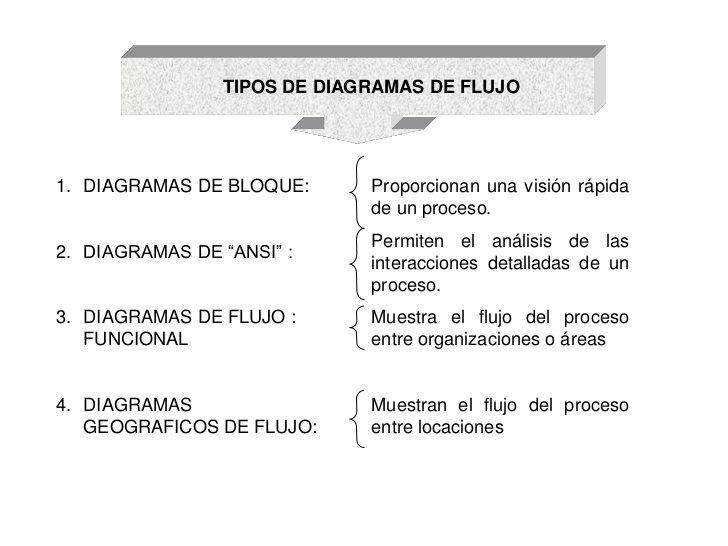 TIPOS DE DIAGRAMAS DE FLUJO
1. DIAGRAMAS DE BLOQUE:
Proporcionan una visión rápida
de un proceso.
2. DIAGRAMAS DE “ANSI” :
Permiten el análisis de las
interacciones detalladas de un
proceso.
3. DIAGRAMAS DE FLUJO :
FUNCIONAL
Muestra el flujo del proceso
entre organizaciones o áreas
4. DIAGRAMAS
GEOGRAFICOS DE FLUJO:
Muestran el flujo del proceso
entre locaciones